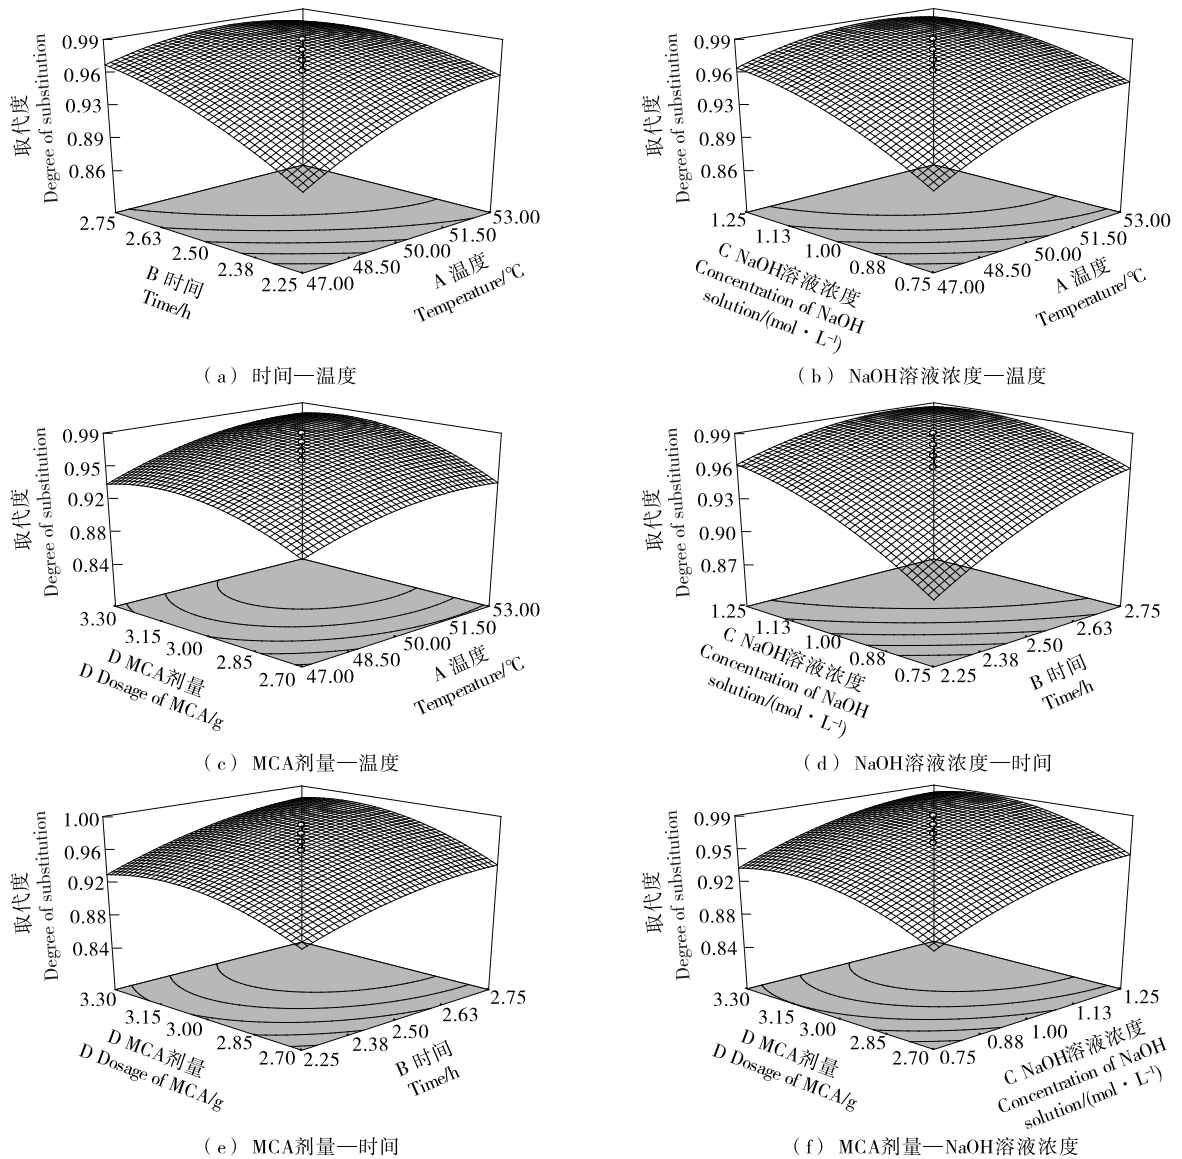 取代度
Degree of substitution
0.99
0.96
0.93
0.89
0.86
2.75
2.63
2.50
2.38
2.25
47.00
48.50
50.00
51.50
53.00
B 时间
Time/h
A 温度
Temperature/℃
(a) 时间—温度
取代度
Degree of substitution
0.99
0.96
0.93
0.89
0.86
1.25
1.13
1.00
0.88
0.75
47.00
48.50
50.00
51.50
53.00
C NaOH溶液浓度
Concentration of NaOH
solution/(mol·L⁻¹)
A 温度
Temperature/℃
(b) NaOH溶液浓度—温度
取代度
Degree of substitution
0.99
0.95
0.92
0.88
0.84
3.30
3.15
3.00
2.85
2.70
47.00
48.50
50.00
51.50
53.00
D MCA剂量
D Dosage of MCA/g
A 温度
Temperature/℃
(c) MCA剂量—温度
取代度
Degree of substitution
0.99
0.96
0.93
0.90
0.87
1.25
1.13
1.00
0.88
0.75
2.25
2.38
2.50
2.63
2.75
C NaOH溶液浓度
Concentration of NaOH
solution/(mol·L⁻¹)
B 时间
Time/h
(d) NaOH溶液浓度—时间
取代度
Degree of substitution
1.00
0.96
0.92
0.88
0.84
3.30
3.15
3.00
2.85
2.70
2.25
2.38
2.50
2.63
2.75
D MCA剂量
D Dosage of MCA/g
B 时间
Time/h
(e) MCA剂量—时间
取代度
Degree of substitution
0.99
0.95
0.92
0.88
0.84
3.30
3.15
3.00
2.85
2.70
0.75
0.88
1.00
1.13
1.25
D MCA剂量
D Dosage of MCA/g
C NaOH溶液浓度
Concentration of NaOH
solution/(mol·L⁻¹)
(f) MCA剂量—NaOH溶液浓度